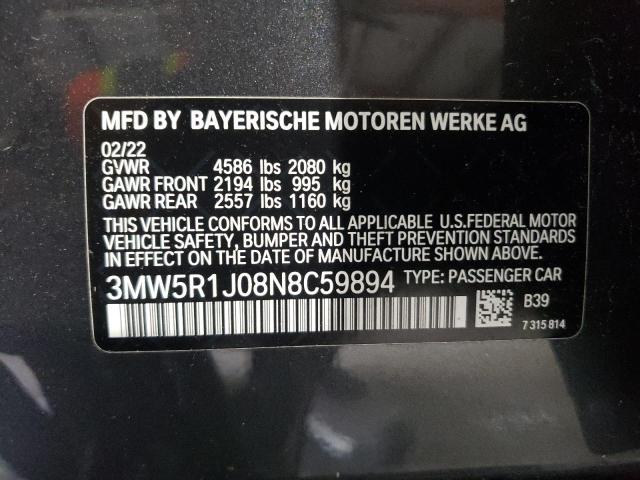 MFD BY BAYERISCHE MOTOREN WERKE AG
02/22
GVWR 4586 lbs 2080 kg
GAWR FRONT 2194 lbs 995 kg
GAWR REAR 2557 lbs 1160 kg
THIS VEHICLE CONFORMS TO ALL APPLICABLE U.S.FEDERAL MOTOR
VEHICLE SAFETY, BUMPER AND THEFT PREVENTION STANDARDS
IN EFFECT ON THE DATE OF MANUFACTURE SHOWN ABOVE.
3MW5R1J08N8C59894 TYPE: PASSENGER CAR
B39
7 315 814